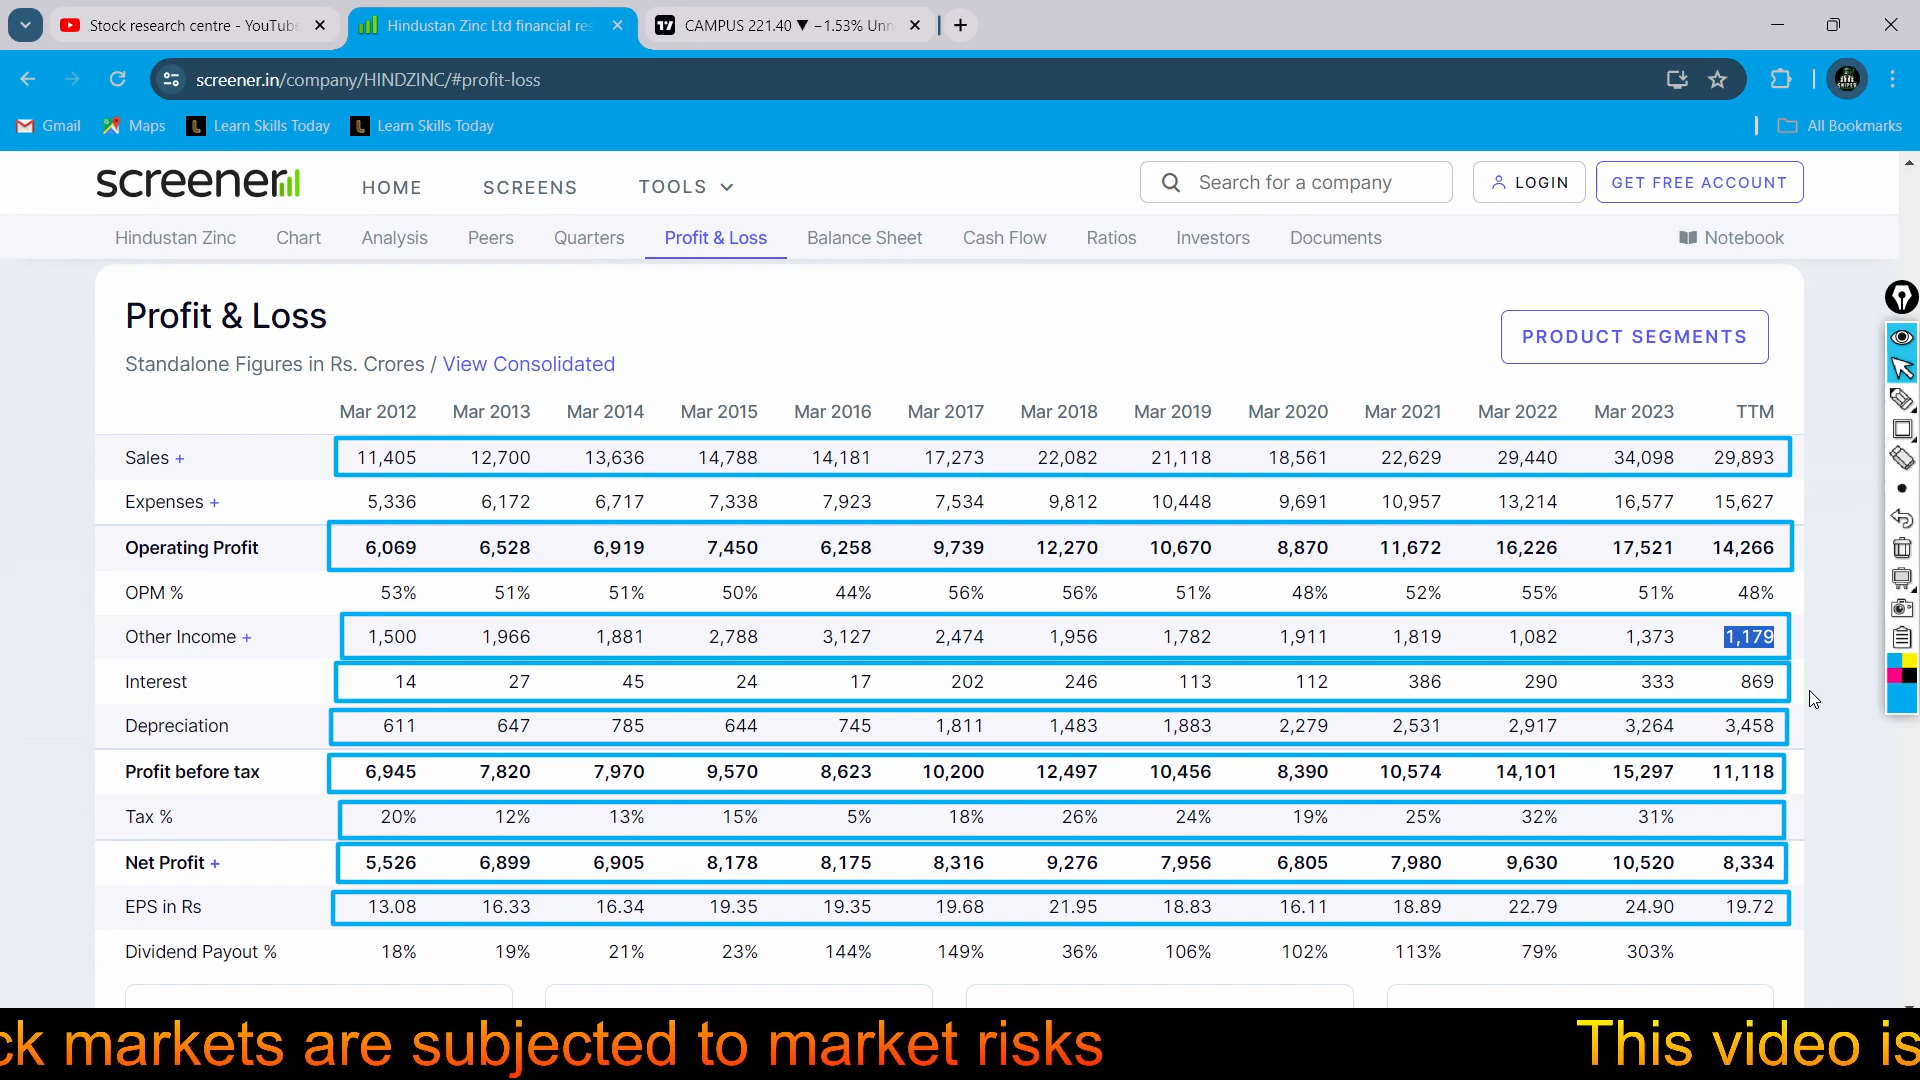 Stock research centre - YouTube
Hindustan Zinc Ltd financial res
CAMPUS 221.40 ▼ −1.53% Unn
screener.in/company/HINDZINC/#profit-loss
Gmail Maps Learn Skills Today Learn Skills Today All Bookmarks
screener HOME SCREENS TOOLS Search for a company LOGIN GET FREE ACCOUNT
Hindustan Zinc Chart Analysis Peers Quarters Profit & Loss Balance Sheet Cash Flow Ratios Investors Documents Notebook
Profit & Loss
PRODUCT SEGMENTS
Standalone Figures in Rs. Crores / View Consolidated
Mar 2012 Mar 2013 Mar 2014 Mar 2015 Mar 2016 Mar 2017 Mar 2018 Mar 2019 Mar 2020 Mar 2021 Mar 2022 Mar 2023 TTM
Sales + 11,405 12,700 13,636 14,788 14,181 17,273 22,082 21,118 18,561 22,629 29,440 34,098 29,893
Expenses + 5,336 6,172 6,717 7,338 7,923 7,534 9,812 10,448 9,691 10,957 13,214 16,577 15,627
Operating Profit 6,069 6,528 6,919 7,450 6,258 9,739 12,270 10,670 8,870 11,672 16,226 17,521 14,266
OPM % 53% 51% 51% 50% 44% 56% 56% 51% 48% 52% 55% 51% 48%
Other Income + 1,500 1,966 1,881 2,788 3,127 2,474 1,956 1,782 1,911 1,819 1,082 1,373 1,179
Interest 14 27 45 24 17 202 246 113 112 386 290 333 869
Depreciation 611 647 785 644 745 1,811 1,483 1,883 2,279 2,531 2,917 3,264 3,458
Profit before tax 6,945 7,820 7,970 9,570 8,623 10,200 12,497 10,456 8,390 10,574 14,101 15,297 11,118
Tax % 20% 12% 13% 15% 5% 18% 26% 24% 19% 25% 32% 31%
Net Profit + 5,526 6,899 6,905 8,178 8,175 8,316 9,276 7,956 6,805 7,980 9,630 10,520 8,334
EPS in Rs 13.08 16.33 16.34 19.35 19.35 19.68 21.95 18.83 16.11 18.89 22.79 24.90 19.72
Dividend Payout % 18% 19% 21% 23% 144% 149% 36% 106% 102% 113% 79% 303%
ck markets are subjected to market risks This video is